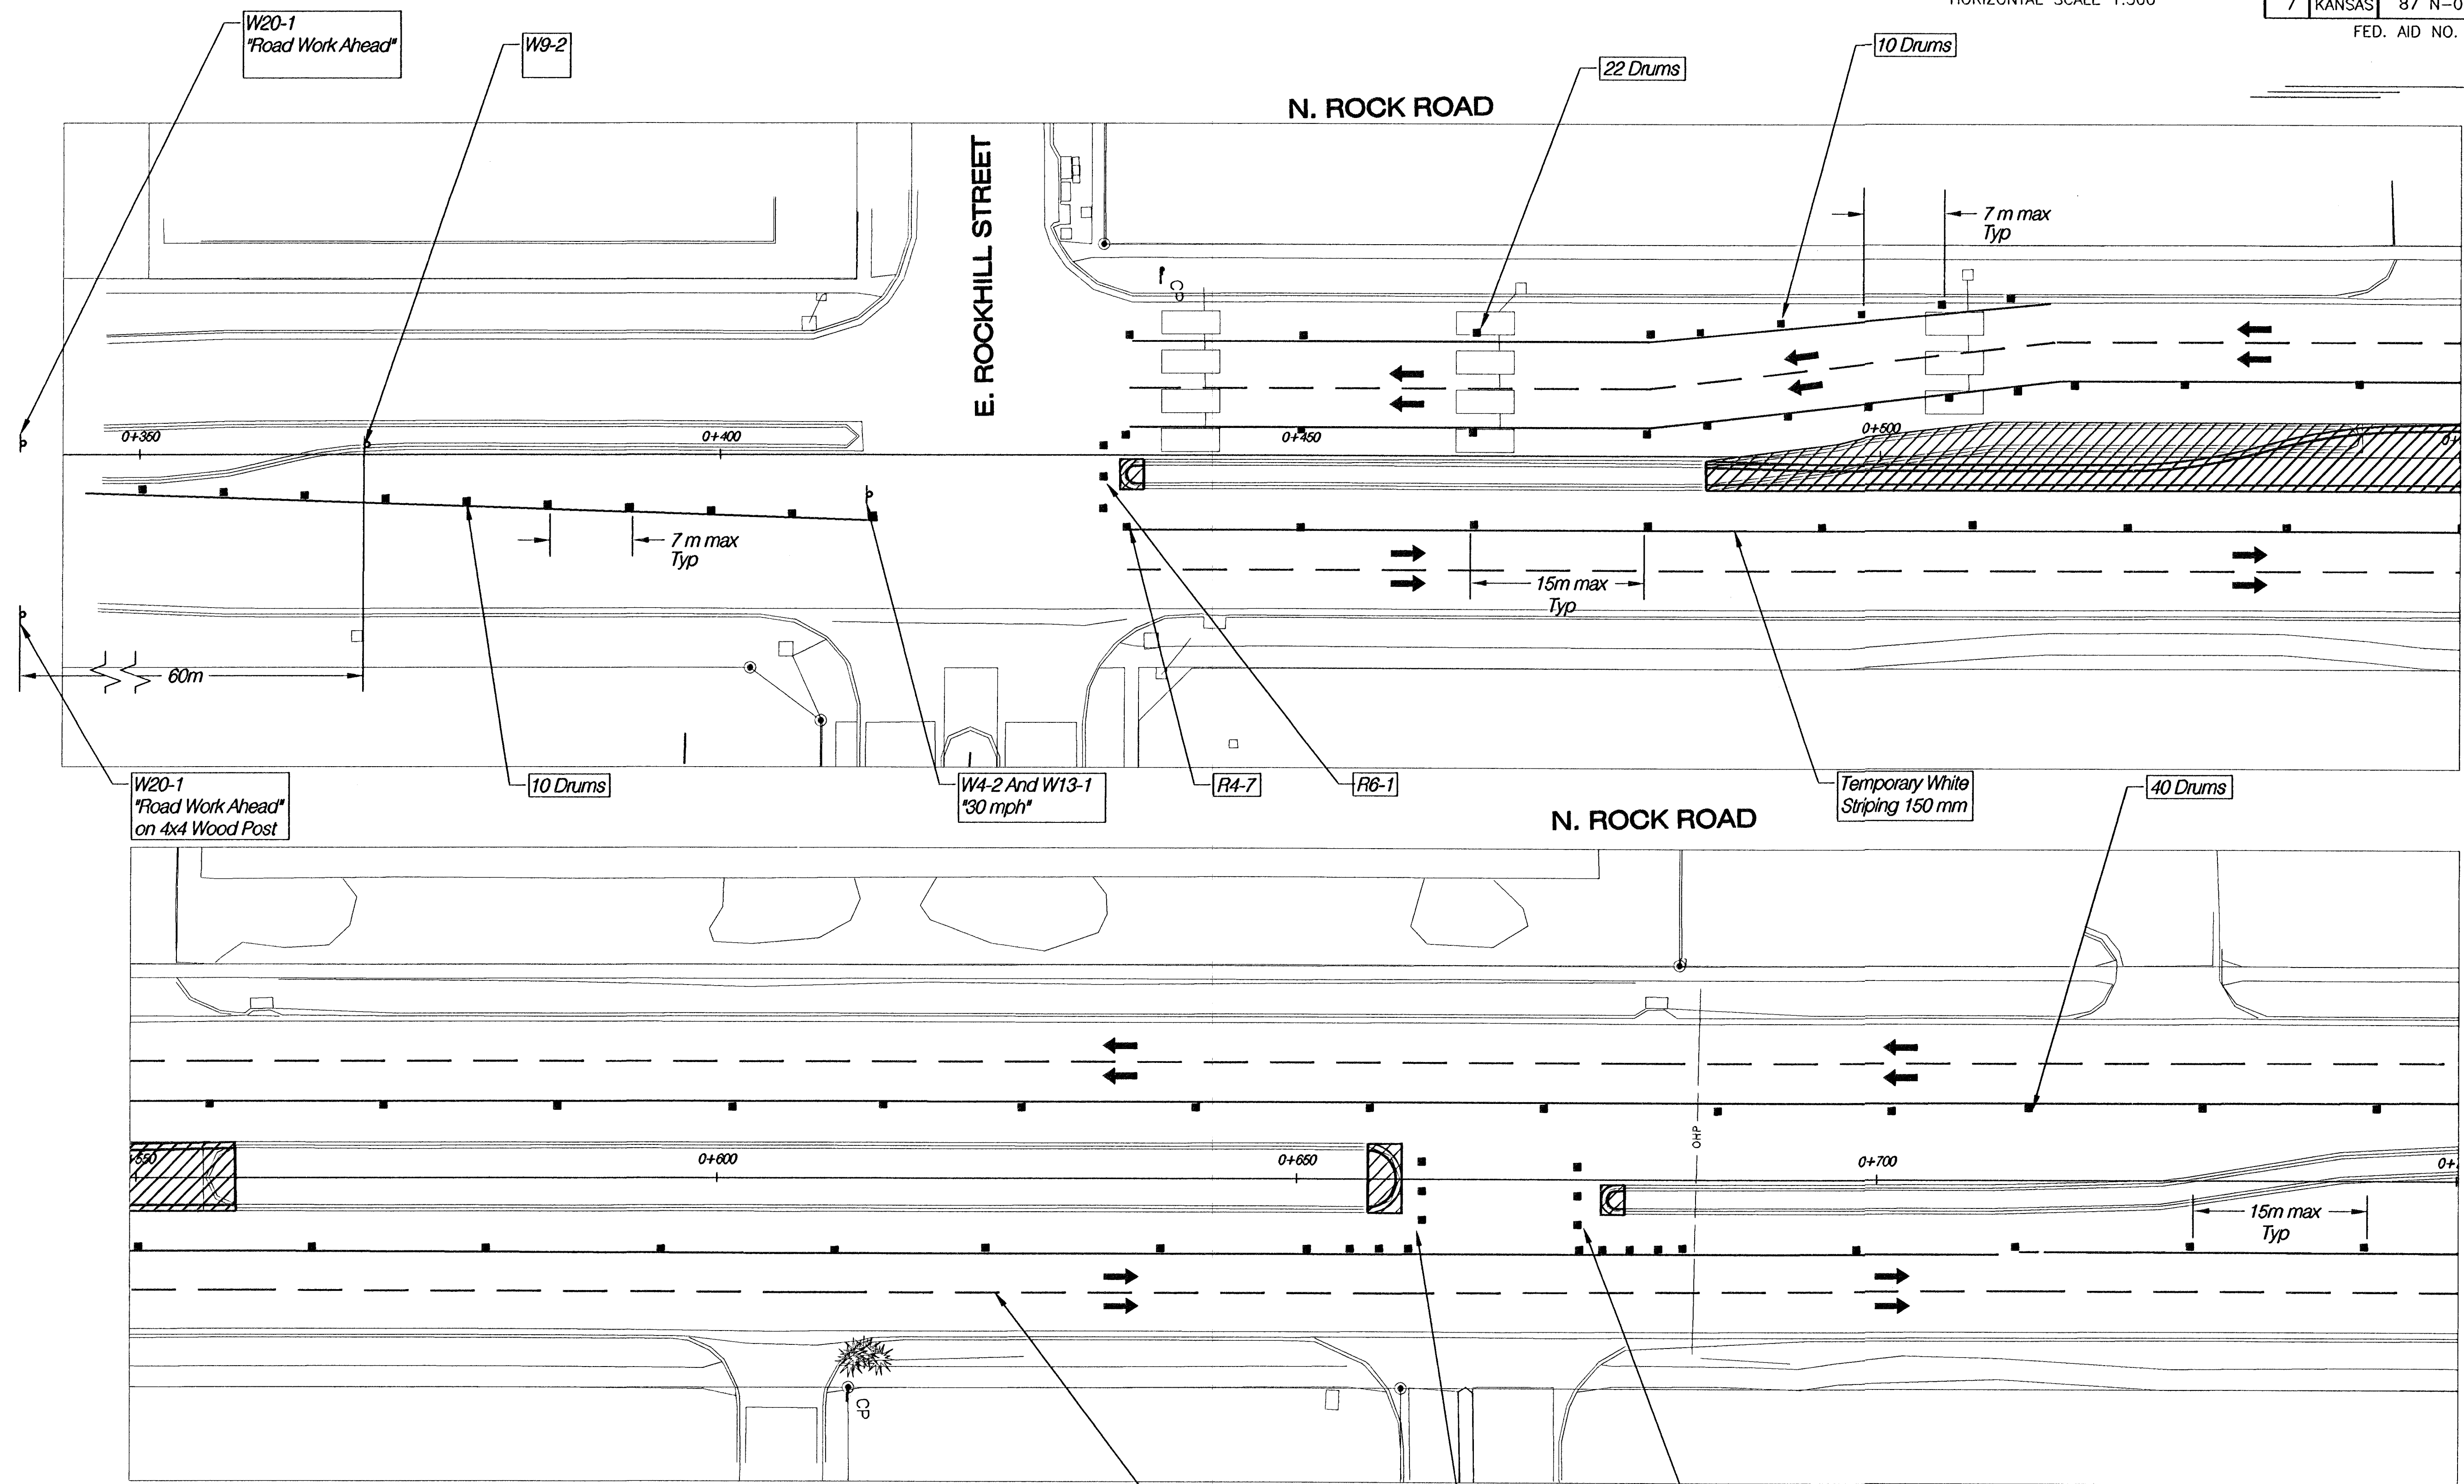 HORIZONTAL SCALE 1:500
7 KANSAS 87 N-0
FED. AID NO.
W20-1
"Road Work Ahead"
W9-2
22 Drums
10 Drums
N. ROCK ROAD
E. ROCKHILL STREET
7 m max
Typ
CP
0+350
0+400
0+450
0+500
7 m max
Typ
15m max
Typ
60m
W20-1
"Road Work Ahead"
on 4x4 Wood Post
10 Drums
W4-2 And W13-1
"30 mph"
R4-7
R6-1
Temporary White
Striping 150 mm
40 Drums
N. ROCK ROAD
OHP
0+600
0+650
0+700
15m max
Typ
CP